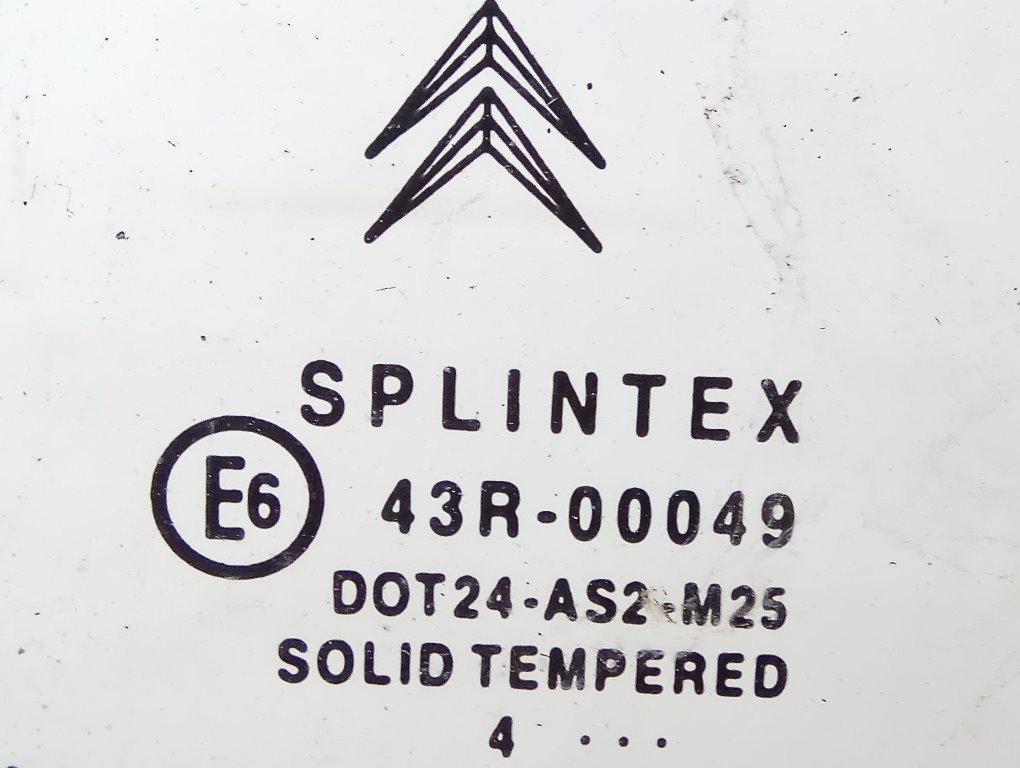 SPLINTEX
E6 43R-00049
DOT24-AS2-M25
SOLID TEMPERED
4 ...